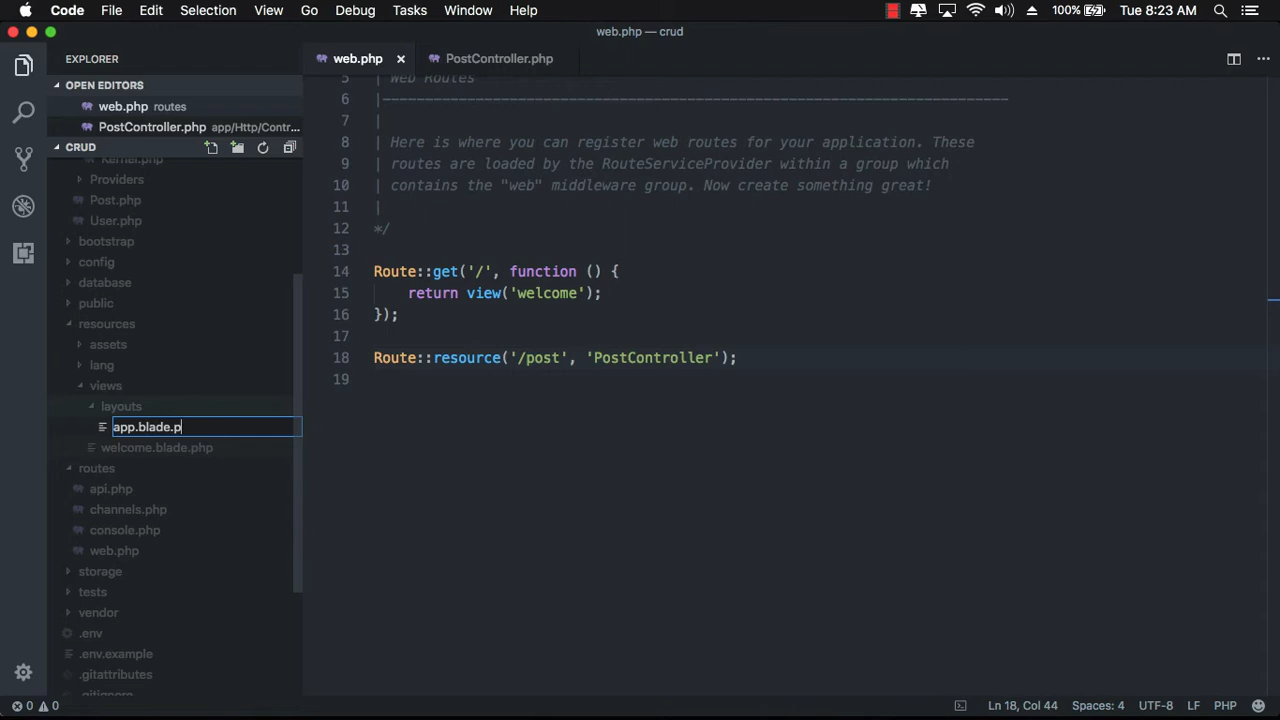 Code File Edit Selection View Go Debug Tasks Window Help 100% Tue 8:23 AM
web.php — crud
EXPLORER
OPEN EDITORS
web.php routes
PostController.php app/Http/Contr...
CRUD
Kernel.php
Providers
Post.php
User.php
bootstrap
config
database
public
resources
assets
lang
views
layouts
app.blade.p
welcome.blade.php
routes
api.php
channels.php
console.php
web.php
storage
tests
vendor
.env
.env.example
.gitattributes
.gitignore
web.php PostController.php
5 | Web Routes
6 |--------------------------------------------------------------------------
7 |
8 | Here is where you can register web routes for your application. These
9 | routes are loaded by the RouteServiceProvider within a group which
10 | contains the "web" middleware group. Now create something great!
11 |
12 */
13
14 Route::get('/', function () {
15 return view('welcome');
16 });
17
18 Route::resource('/post', 'PostController');
19
0 0 Ln 18, Col 44 Spaces: 4 UTF-8 LF PHP